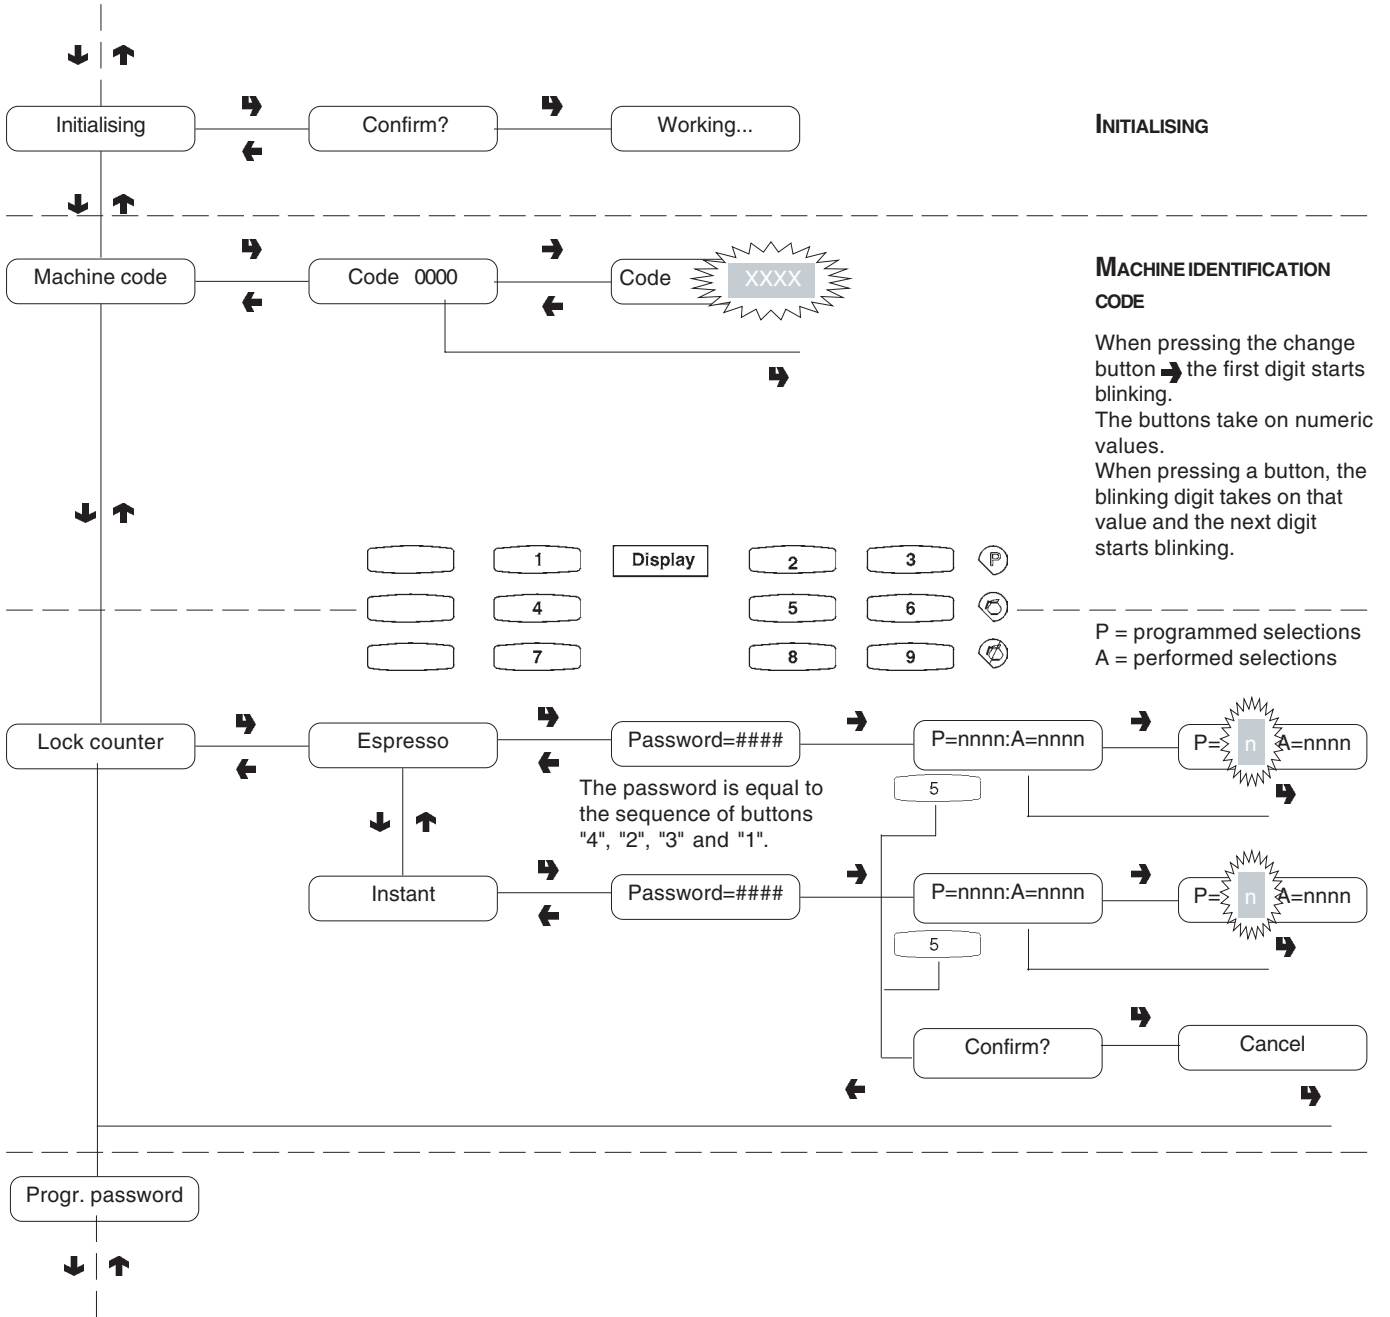 Initialising
Confirm?
Working...
INITIALISING
Machine code
Code 0000
Code XXXX
MACHINE IDENTIFICATION
CODE
When pressing the change
button the first digit starts
blinking.
The buttons take on numeric
values.
When pressing a button, the
blinking digit takes on that
value and the next digit
starts blinking.
1
Display
2
3
P
4
5
6
7
8
9
P = programmed selections
A = performed selections
Lock counter
Espresso
Password=####
P=nnnn:A=nnnn
P= n A=nnnn
5
The password is equal to
the sequence of buttons
"4", "2", "3" and "1".
Instant
Password=####
P=nnnn:A=nnnn
P= n A=nnnn
5
Confirm?
Cancel
Progr. password